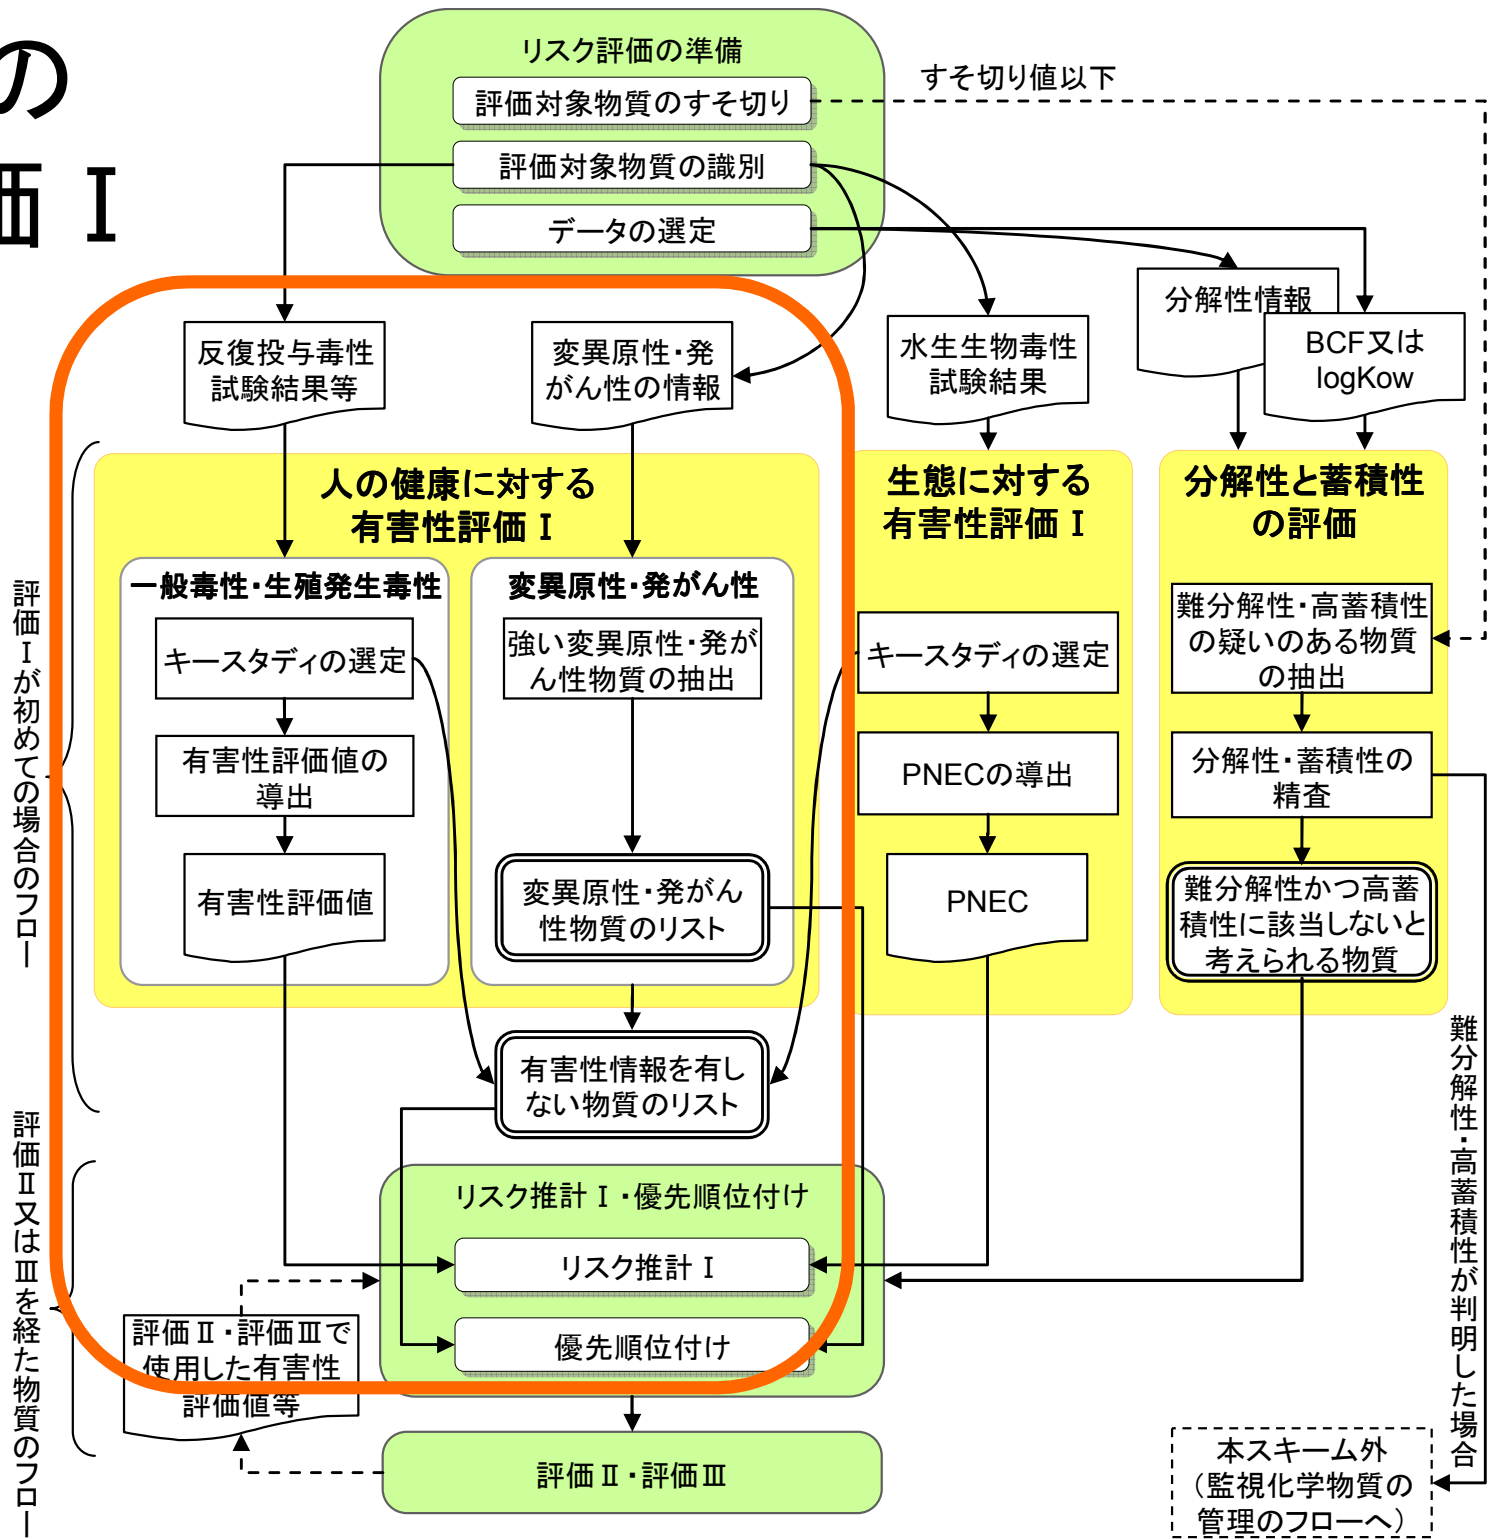 の
価Ⅰ
リスク評価の準備
評価対象物質のすそ切り
評価対象物質の識別
データの選定
すそ切り値以下
反復投与毒性
試験結果等
変異原性・発
がん性の情報
水生生物毒性
試験結果
分解性情報
BCF又は
logKow
人の健康に対する
有害性評価Ⅰ
生態に対する
有害性評価Ⅰ
分解性と蓄積性
の評価
一般毒性・生殖発生毒性
変異原性・発がん性
キースタディの選定
強い変異原性・発が
ん性物質の抽出
キースタディの選定
難分解性・高蓄積性
の疑いのある物質
の抽出
有害性評価値の
導出
PNECの導出
分解性・蓄積性の
精査
有害性評価値
変異原性・発がん
性物質のリスト
PNEC
難分解性かつ高蓄
積性に該当しないと
考えられる物質
有害性情報を有し
ない物質のリスト
評価Ⅰが初めての場合のフロー
難分解性・高蓄積性が判明した場合
リスク推計Ⅰ・優先順位付け
リスク推計Ⅰ
優先順位付け
評価Ⅱ又はⅢを経た物質のフロー
評価Ⅱ・評価Ⅲで
使用した有害性
評価値等
評価Ⅱ・評価Ⅲ
本スキーム外
（監視化学物質の
管理のフローへ）